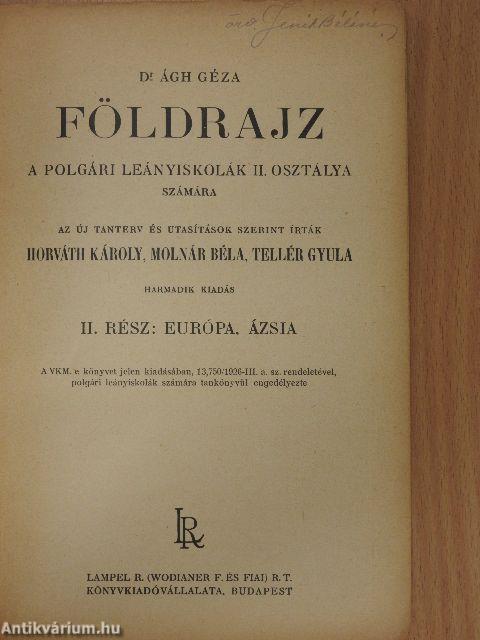 Dr ÁGH GÉZA
FÖLDRAJZ
A POLGÁRI LEÁNYISKOLÁK II. OSZTÁLYA
SZÁMÁRA
AZ ÚJ TANTERV ÉS UTASÍTÁSOK SZERINT ÍRTÁK
HORVÁTH KÁROLY, MOLNÁR BÉLA, TELLÉR GYULA
HARMADIK KIADÁS
II. RÉSZ: EURÓPA, ÁZSIA
A VKM. e könyvet jelen kiadásában, 13,750/1926-III. a. sz. rendeletével,
polgári leányiskolák számára tankönyvül engedélyezte
LR
LAMPEL R. (WODIANER F. ÉS FIAI) R. T.
KÖNYVKIADÓVÁLLALATA, BUDAPEST
Antikvárium.hu